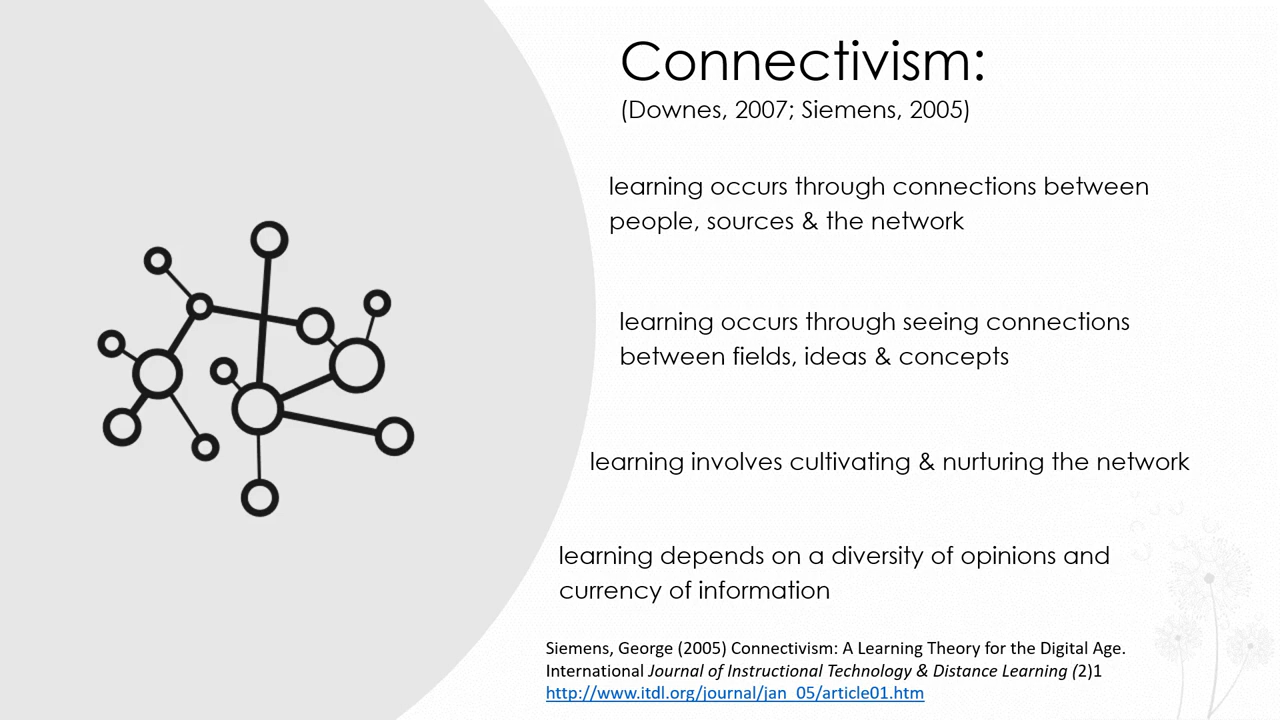 Connectivism:
(Downes, 2007; Siemens, 2005)
learning occurs through connections between
people, sources & the network
learning occurs through seeing connections
between fields, ideas & concepts
learning involves cultivating & nurturing the network
learning depends on a diversity of opinions and
currency of information
Siemens, George (2005) Connectivism: A Learning Theory for the Digital Age.
International Journal of Instructional Technology & Distance Learning (2)1
http://www.itdl.org/journal/jan_05/article01.htm